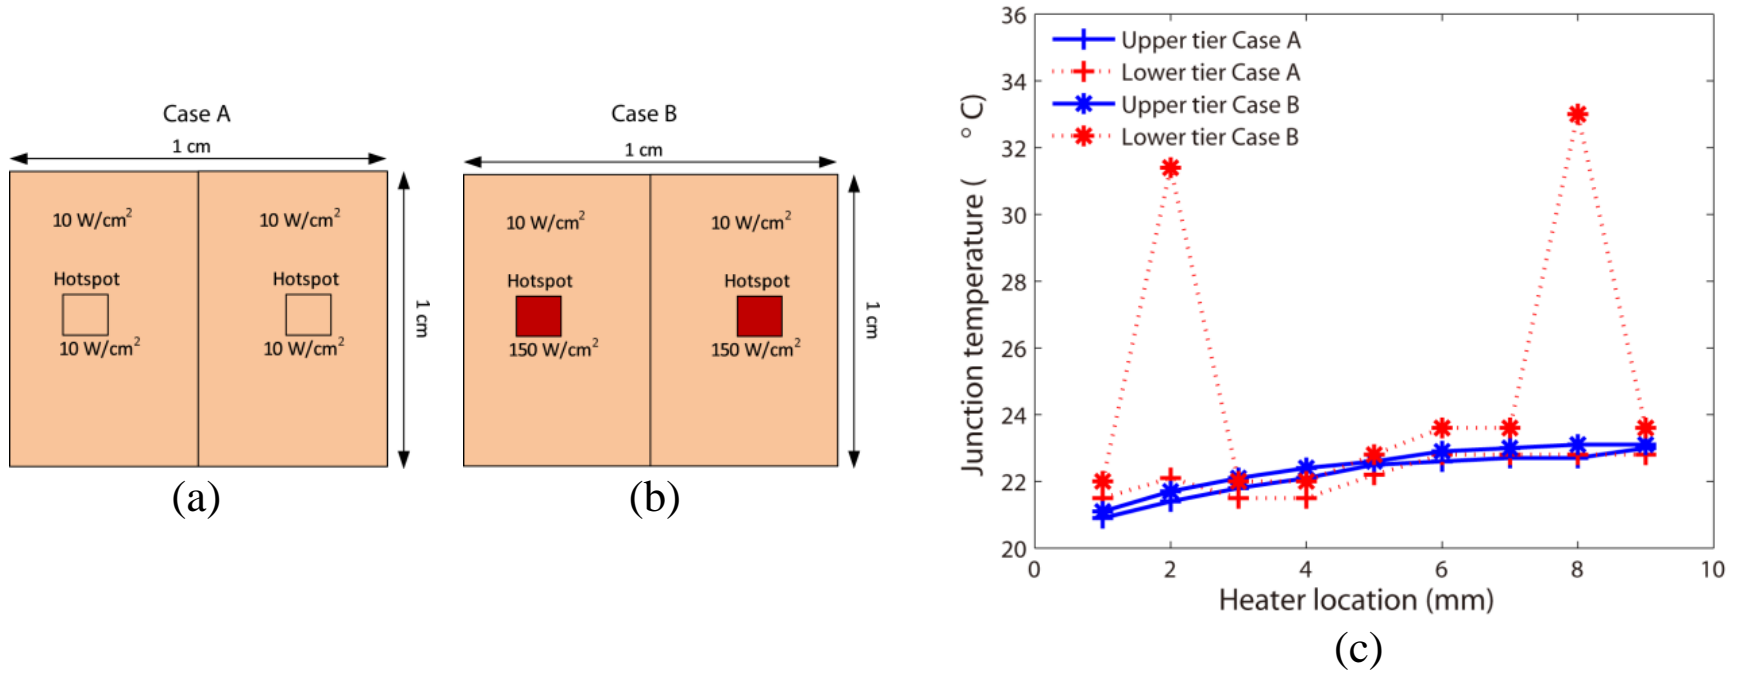 Case A
1 cm
10 W/cm²
10 W/cm²
Hotspot
Hotspot
10 W/cm²
10 W/cm²
1 cm
(a)
Case B
1 cm
10 W/cm²
10 W/cm²
Hotspot
Hotspot
150 W/cm²
150 W/cm²
1 cm
(b)
Upper tier Case A
Lower tier Case A
Upper tier Case B
Lower tier Case B
Junction temperature ( ° C)
36
34
32
30
28
26
24
22
20
0 2 4 6 8 10
Heater location (mm)
(c)